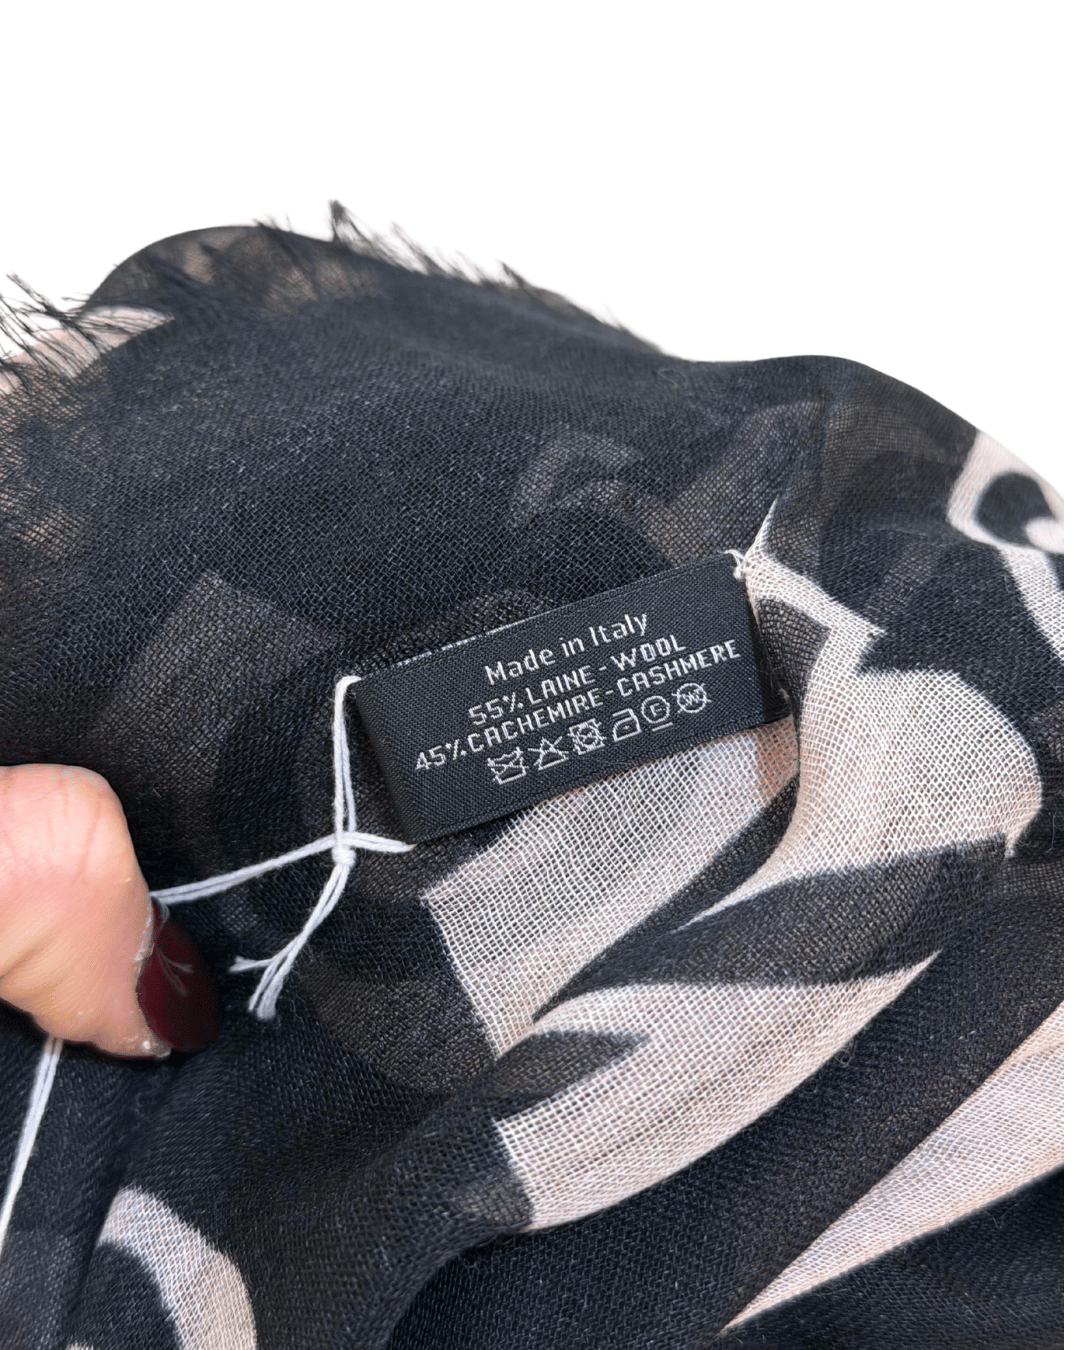 Made in Italy
55% LAINE - WOOL
45% CACHEMIRE - CASHMERE